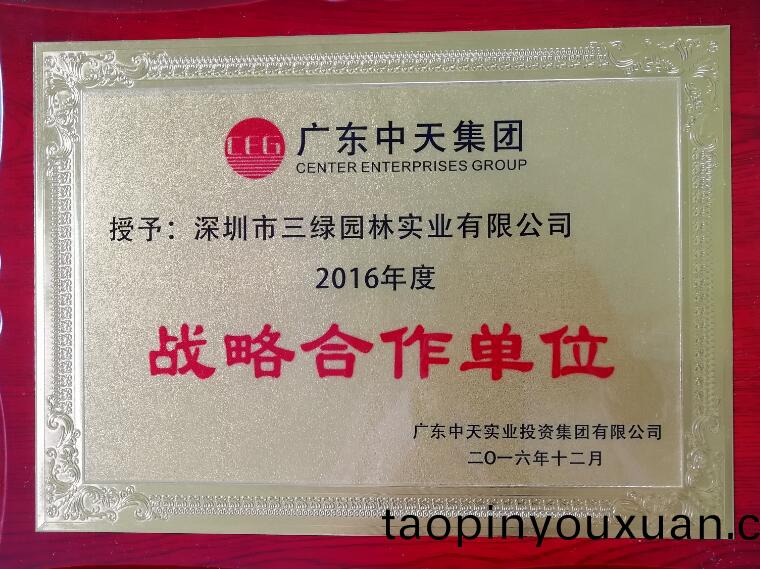 CEG 广东中天集团
CENTER ENTERPRISES GROUP
授予：深圳市三绿园林实业有限公司
2016年度
战略合作单位
广东中天实业投资集团有限公司
二〇一六年十二月
taopinyouxuan.c